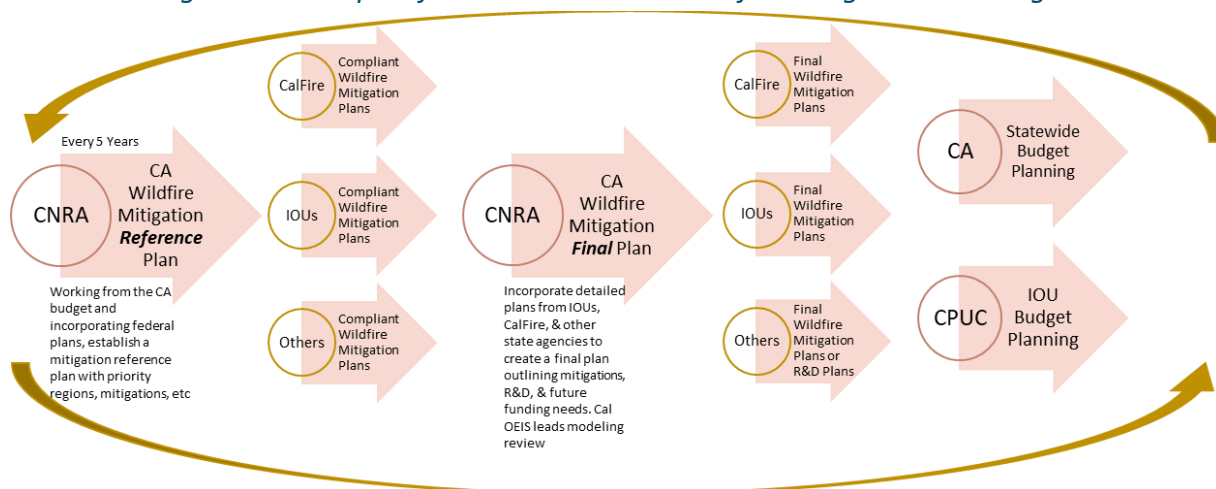 Every 5 Years
CNRA
CA
Wildfire
Mitigation
Reference
Plan
Working from the CA
budget and
incorporating federal
plans, establish a
mitigation reference
plan with priority
regions, mitigations, etc
CalFire
Compliant
Wildfire
Mitigation
Plans
IOUs
Compliant
Wildfire
Mitigation
Plans
Others
Compliant
Wildfire
Mitigation
Plans
CNRA
CA
Wildfire
Mitigation
Final Plan
Incorporate detailed
plans from IOUs,
CalFire, & other
state agencies to
create a final plan
outlining mitigations,
R&D, & future
funding needs. Cal
OEIS leads modeling
review
CalFire
Final
Wildfire
Mitigation
Plans
IOUs
Final
Wildfire
Mitigation
Plans
Others
Final
Wildfire
Mitigation
Plans or
R&D Plans
CA
Statewide
Budget
Planning
CPUC
IOU
Budget
Planning